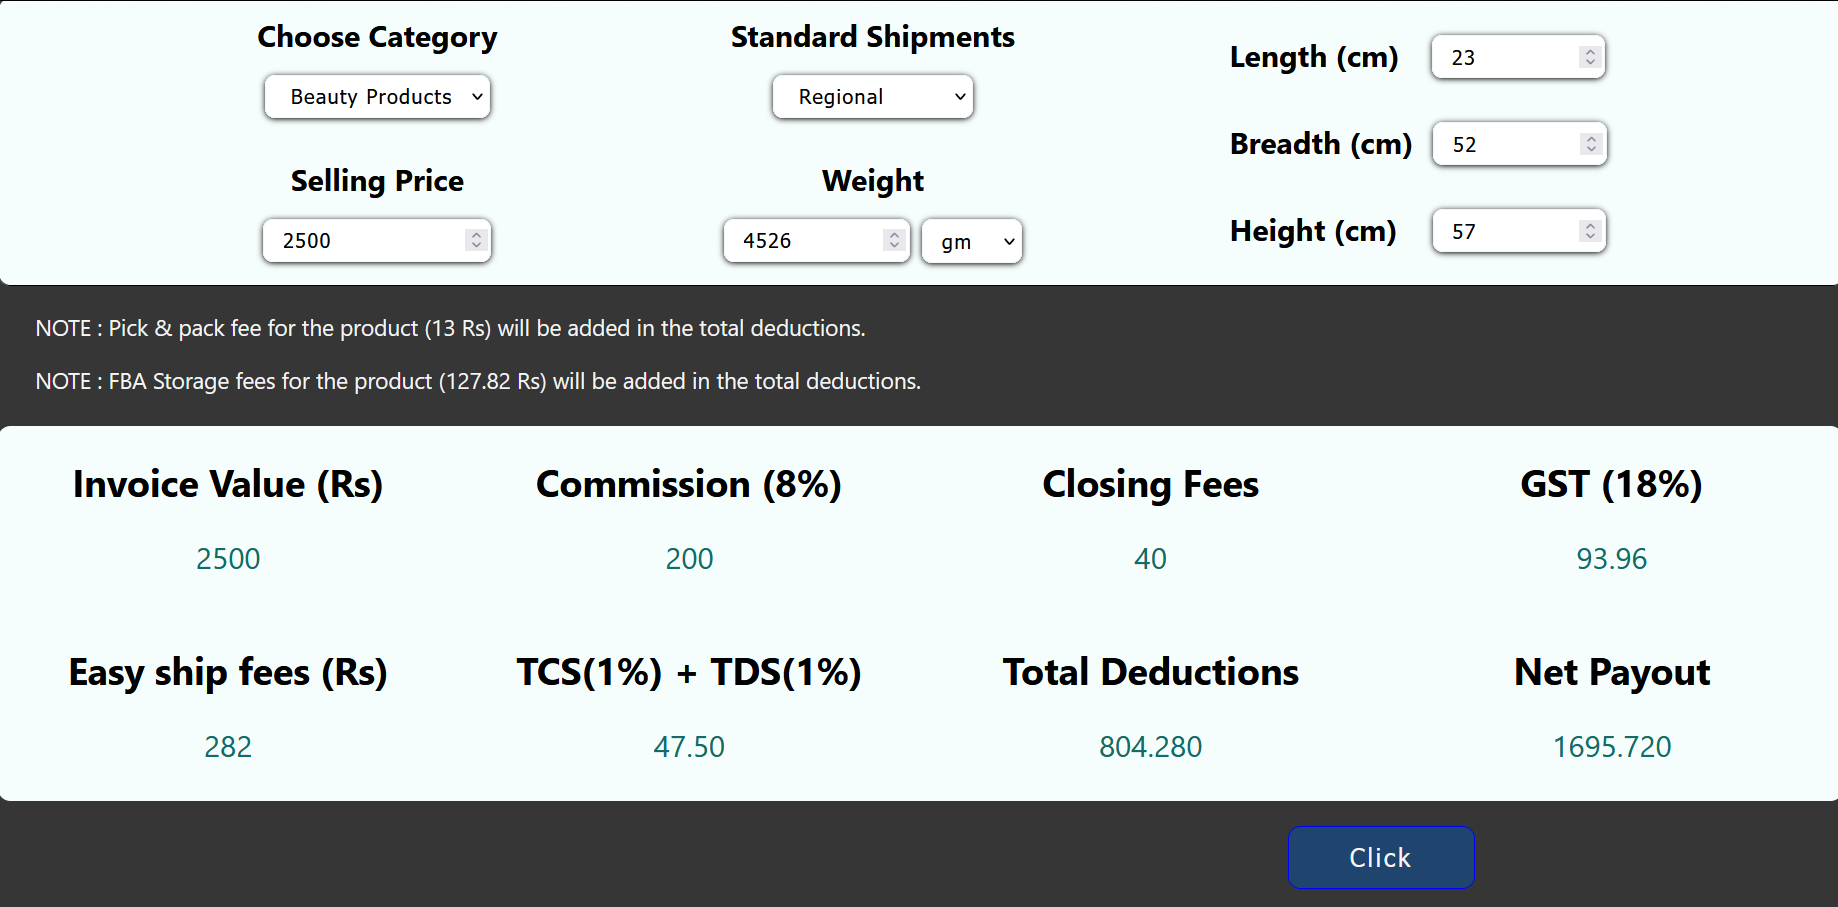 Choose Category
Standard Shipments
Length (cm) 23
Beauty Products
Regional
Breadth (cm) 52
Selling Price
Weight
Height (cm) 57
2500
4526 gm
NOTE : Pick & pack fee for the product (13 Rs) will be added in the total deductions.
NOTE : FBA Storage fees for the product (127.82 Rs) will be added in the total deductions.
Invoice Value (Rs)
Commission (8%)
Closing Fees
GST (18%)
2500
200
40
93.96
Easy ship fees (Rs)
TCS(1%) + TDS(1%)
Total Deductions
Net Payout
282
47.50
804.280
1695.720
Click